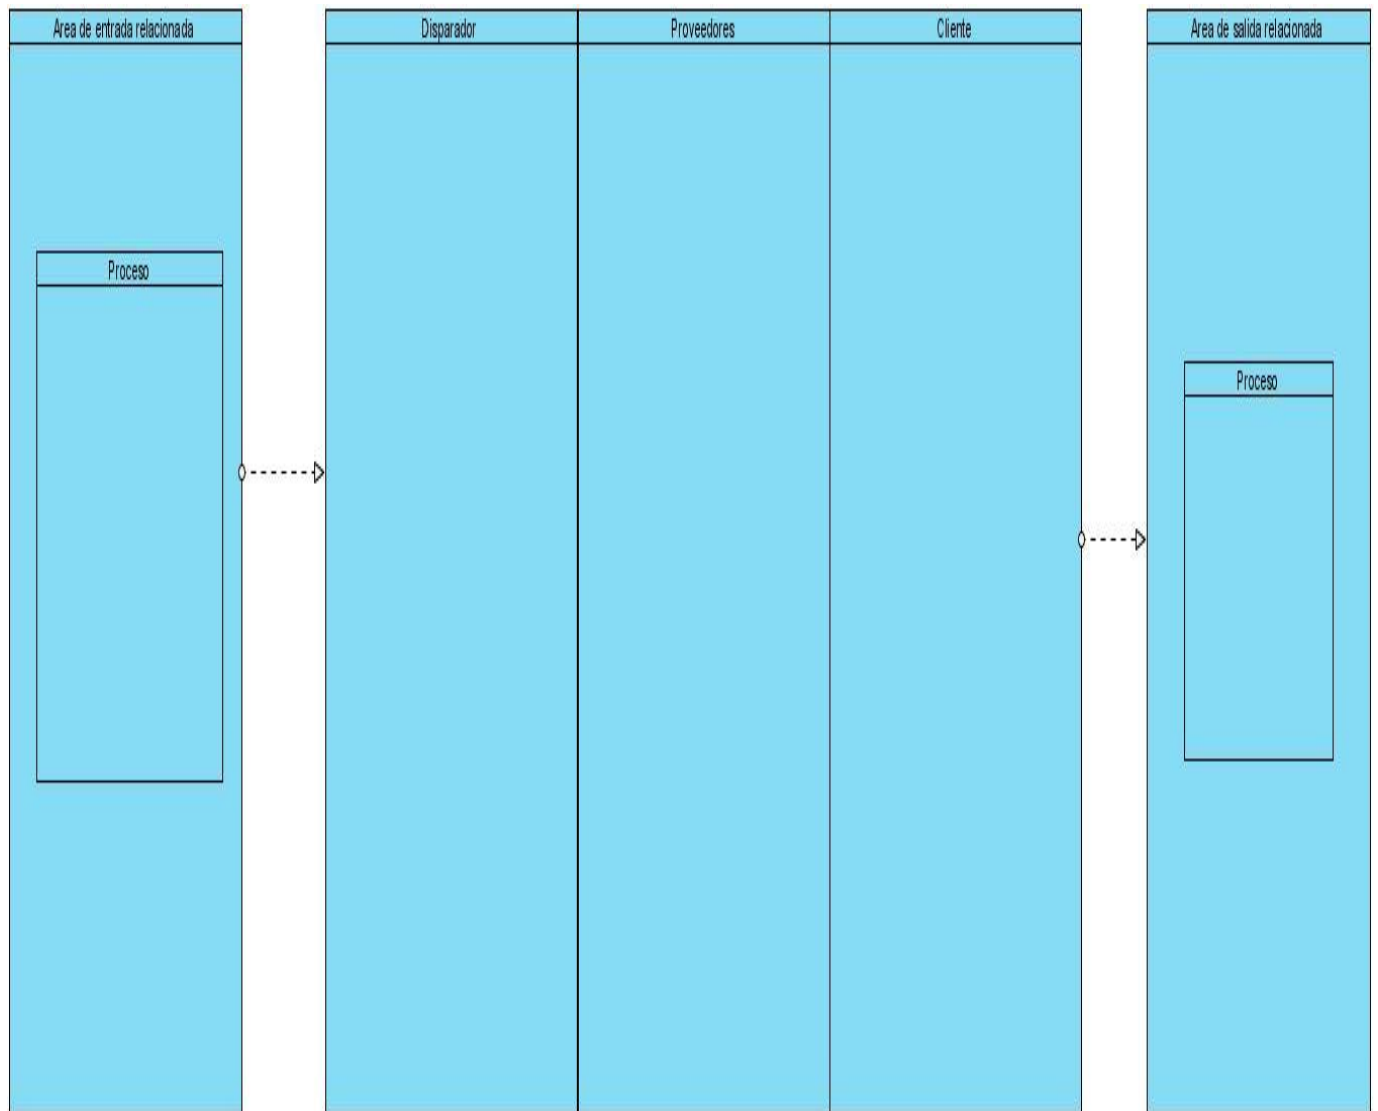 Area de entrada relacionada
Disparador
Proveedores
Cliente
Area de salida relacionada
Proceso
Proceso